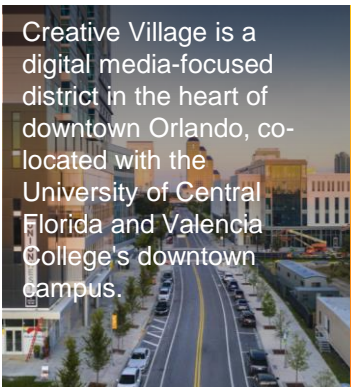 Creative Village is a
digital media-focused
district in the heart of
downtown Orlando, co-
located with the
University of Central
Florida and Valencia
College's downtown
campus.